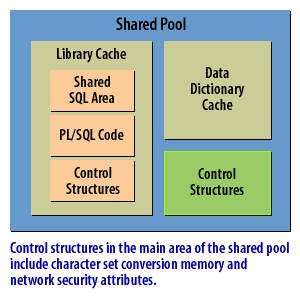 Shared Pool
Library Cache
Shared
SQL Area
PL/SQL Code
Control
Structures
Data
Dictionary
Cache
Control
Structures
Control structures in the main area of the shared pool
include character set conversion memory and
network security attributes.